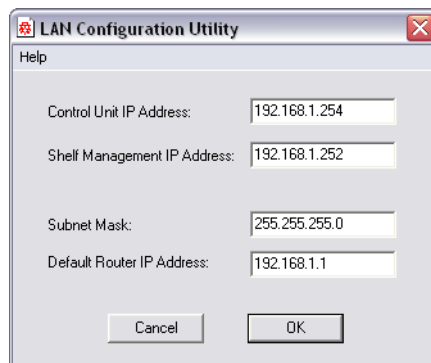 LAN Configuration Utility
Help
Control Unit IP Address: 192.168.1.254
Shelf Management IP Address: 192.168.1.252
Subnet Mask: 255.255.255.0
Default Router IP Address: 192.168.1.1
Cancel OK